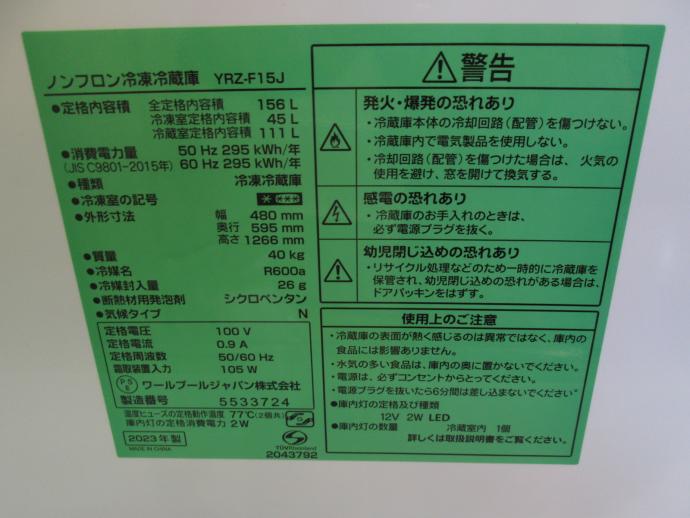 ノンフロン冷凍冷蔵庫 YRZ-F15J
●定格内容積 全定格内容積 156 L
冷凍室定格内容積 45 L
冷蔵室定格内容積 111 L
●消費電力量 50 Hz 295 kWh/年
(JIS C9801-2015年) 60 Hz 295 kWh/年
●種類 冷凍冷蔵庫
●冷凍室の記号
●外形寸法 幅 480 mm
奥行 595 mm
高さ 1266 mm
●質量 40 kg
●冷媒名 R600a
●冷媒封入量 26 g
●断熱材用発泡剤 シクロペンタン
●気候タイプ N
定格電圧 100 V
定格電流 0.9 A
定格周波数 50/60 Hz
霜取装置入力 105 W
PSE ワールプールジャパン株式会社
製造番号 5533724
温度ヒューズの定格動作温度 77℃(2個共)
庫内灯の定格消費電力 2W
2023年製
MADE IN CHINA
TÜVRheinland
2043792
警告
発火・爆発の恐れあり
・冷蔵庫本体の冷却回路(配管)を傷つけない。
・冷蔵庫内で電気製品を使用しない。
・冷却回路(配管)を傷つけた場合は、火気の
使用を避け、窓を開けて換気する。
感電の恐れあり
・冷蔵庫のお手入れのときは、
必ず電源プラグを抜く。
幼児閉じ込めの恐れあり
・リサイクル処理などのため一時的に冷蔵庫を
保管され、幼児閉じ込めの恐れがある場合は、
ドアパッキンをはずす。
使用上のご注意
・冷蔵庫の表面が熱く感じるのは異常ではなく、庫内の
食品には影響ありません。
・水気の多い食品は、庫内の奥に置かないでください。
・電源は、必ずコンセントからとってください。
・電源プラグを抜いたら6分間は差し込まないでください。
●庫内灯の定格及び種類
12V 2W LED
●庫内灯の数量 冷蔵室内 1個
詳しくは取扱説明書をご覧ください。